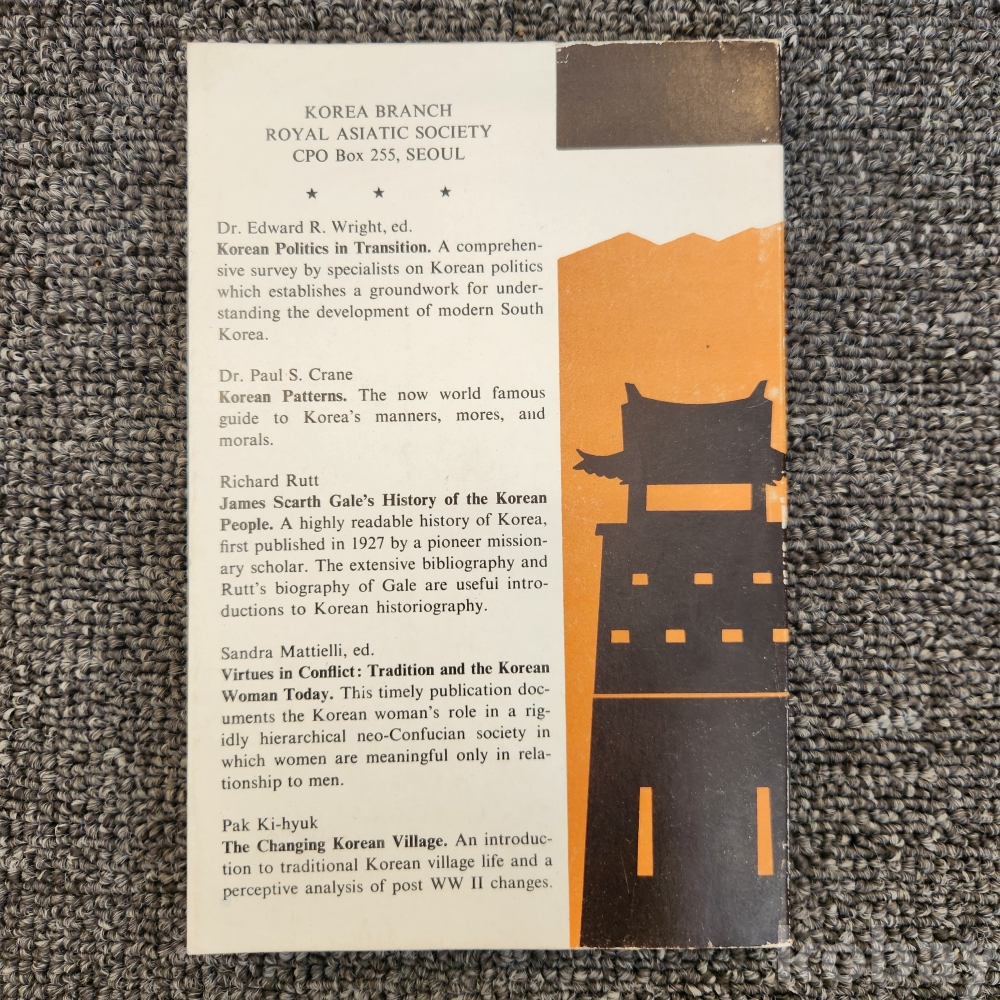 KOREA BRANCH
ROYAL ASIATIC SOCIETY
CPO Box 255, SEOUL
★ ★ ★
Dr. Edward R. Wright, ed.
Korean Politics in Transition. A comprehen-
sive survey by specialists on Korean politics
which establishes a groundwork for under-
standing the development of modern South
Korea.
Dr. Paul S. Crane
Korean Patterns. The now world famous
guide to Korea's manners, mores, and
morals.
Richard Rutt
James Scarth Gale's History of the Korean
People. A highly readable history of Korea,
first published in 1927 by a pioneer mission-
ary scholar. The extensive bibliography and
Rutt's biography of Gale are useful intro-
ductions to Korean historiography.
Sandra Mattielli, ed.
Virtues in Conflict: Tradition and the Korean
Woman Today. This timely publication doc-
uments the Korean woman's role in a rig-
idly hierarchical neo-Confucian society in
which women are meaningful only in rela-
tionship to men.
Pak Ki-hyuk
The Changing Korean Village. An introduc-
tion to traditional Korean village life and a
perceptive analysis of post WW II changes.